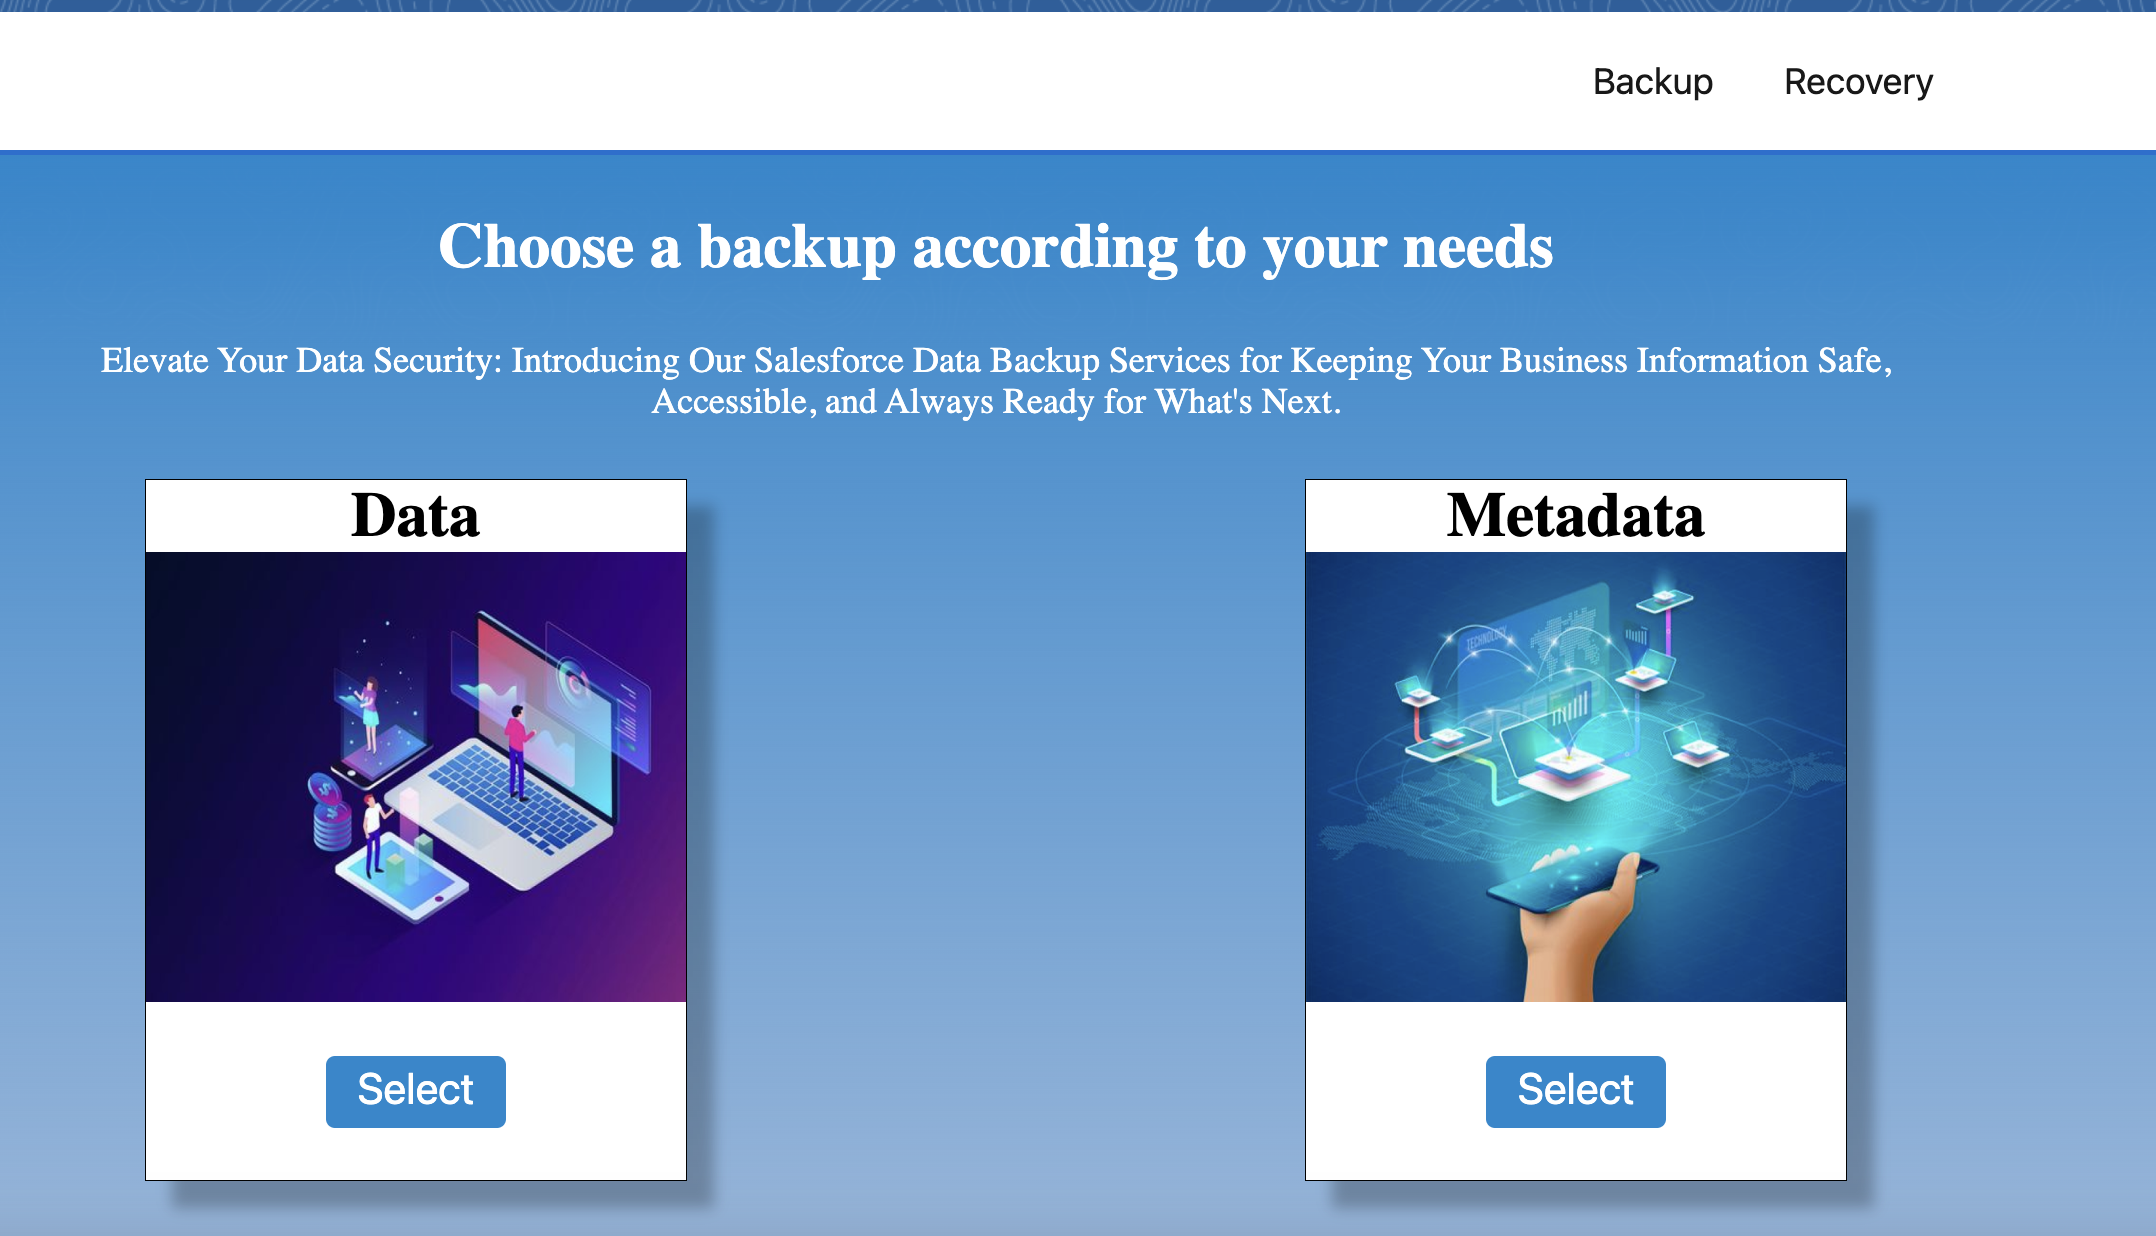 Backup Recovery
Choose a backup according to your needs
Elevate Your Data Security: Introducing Our Salesforce Data Backup Services for Keeping Your Business Information Safe,
Accessible, and Always Ready for What's Next.
Data
TECHNOLOGY
Select
Metadata
Select